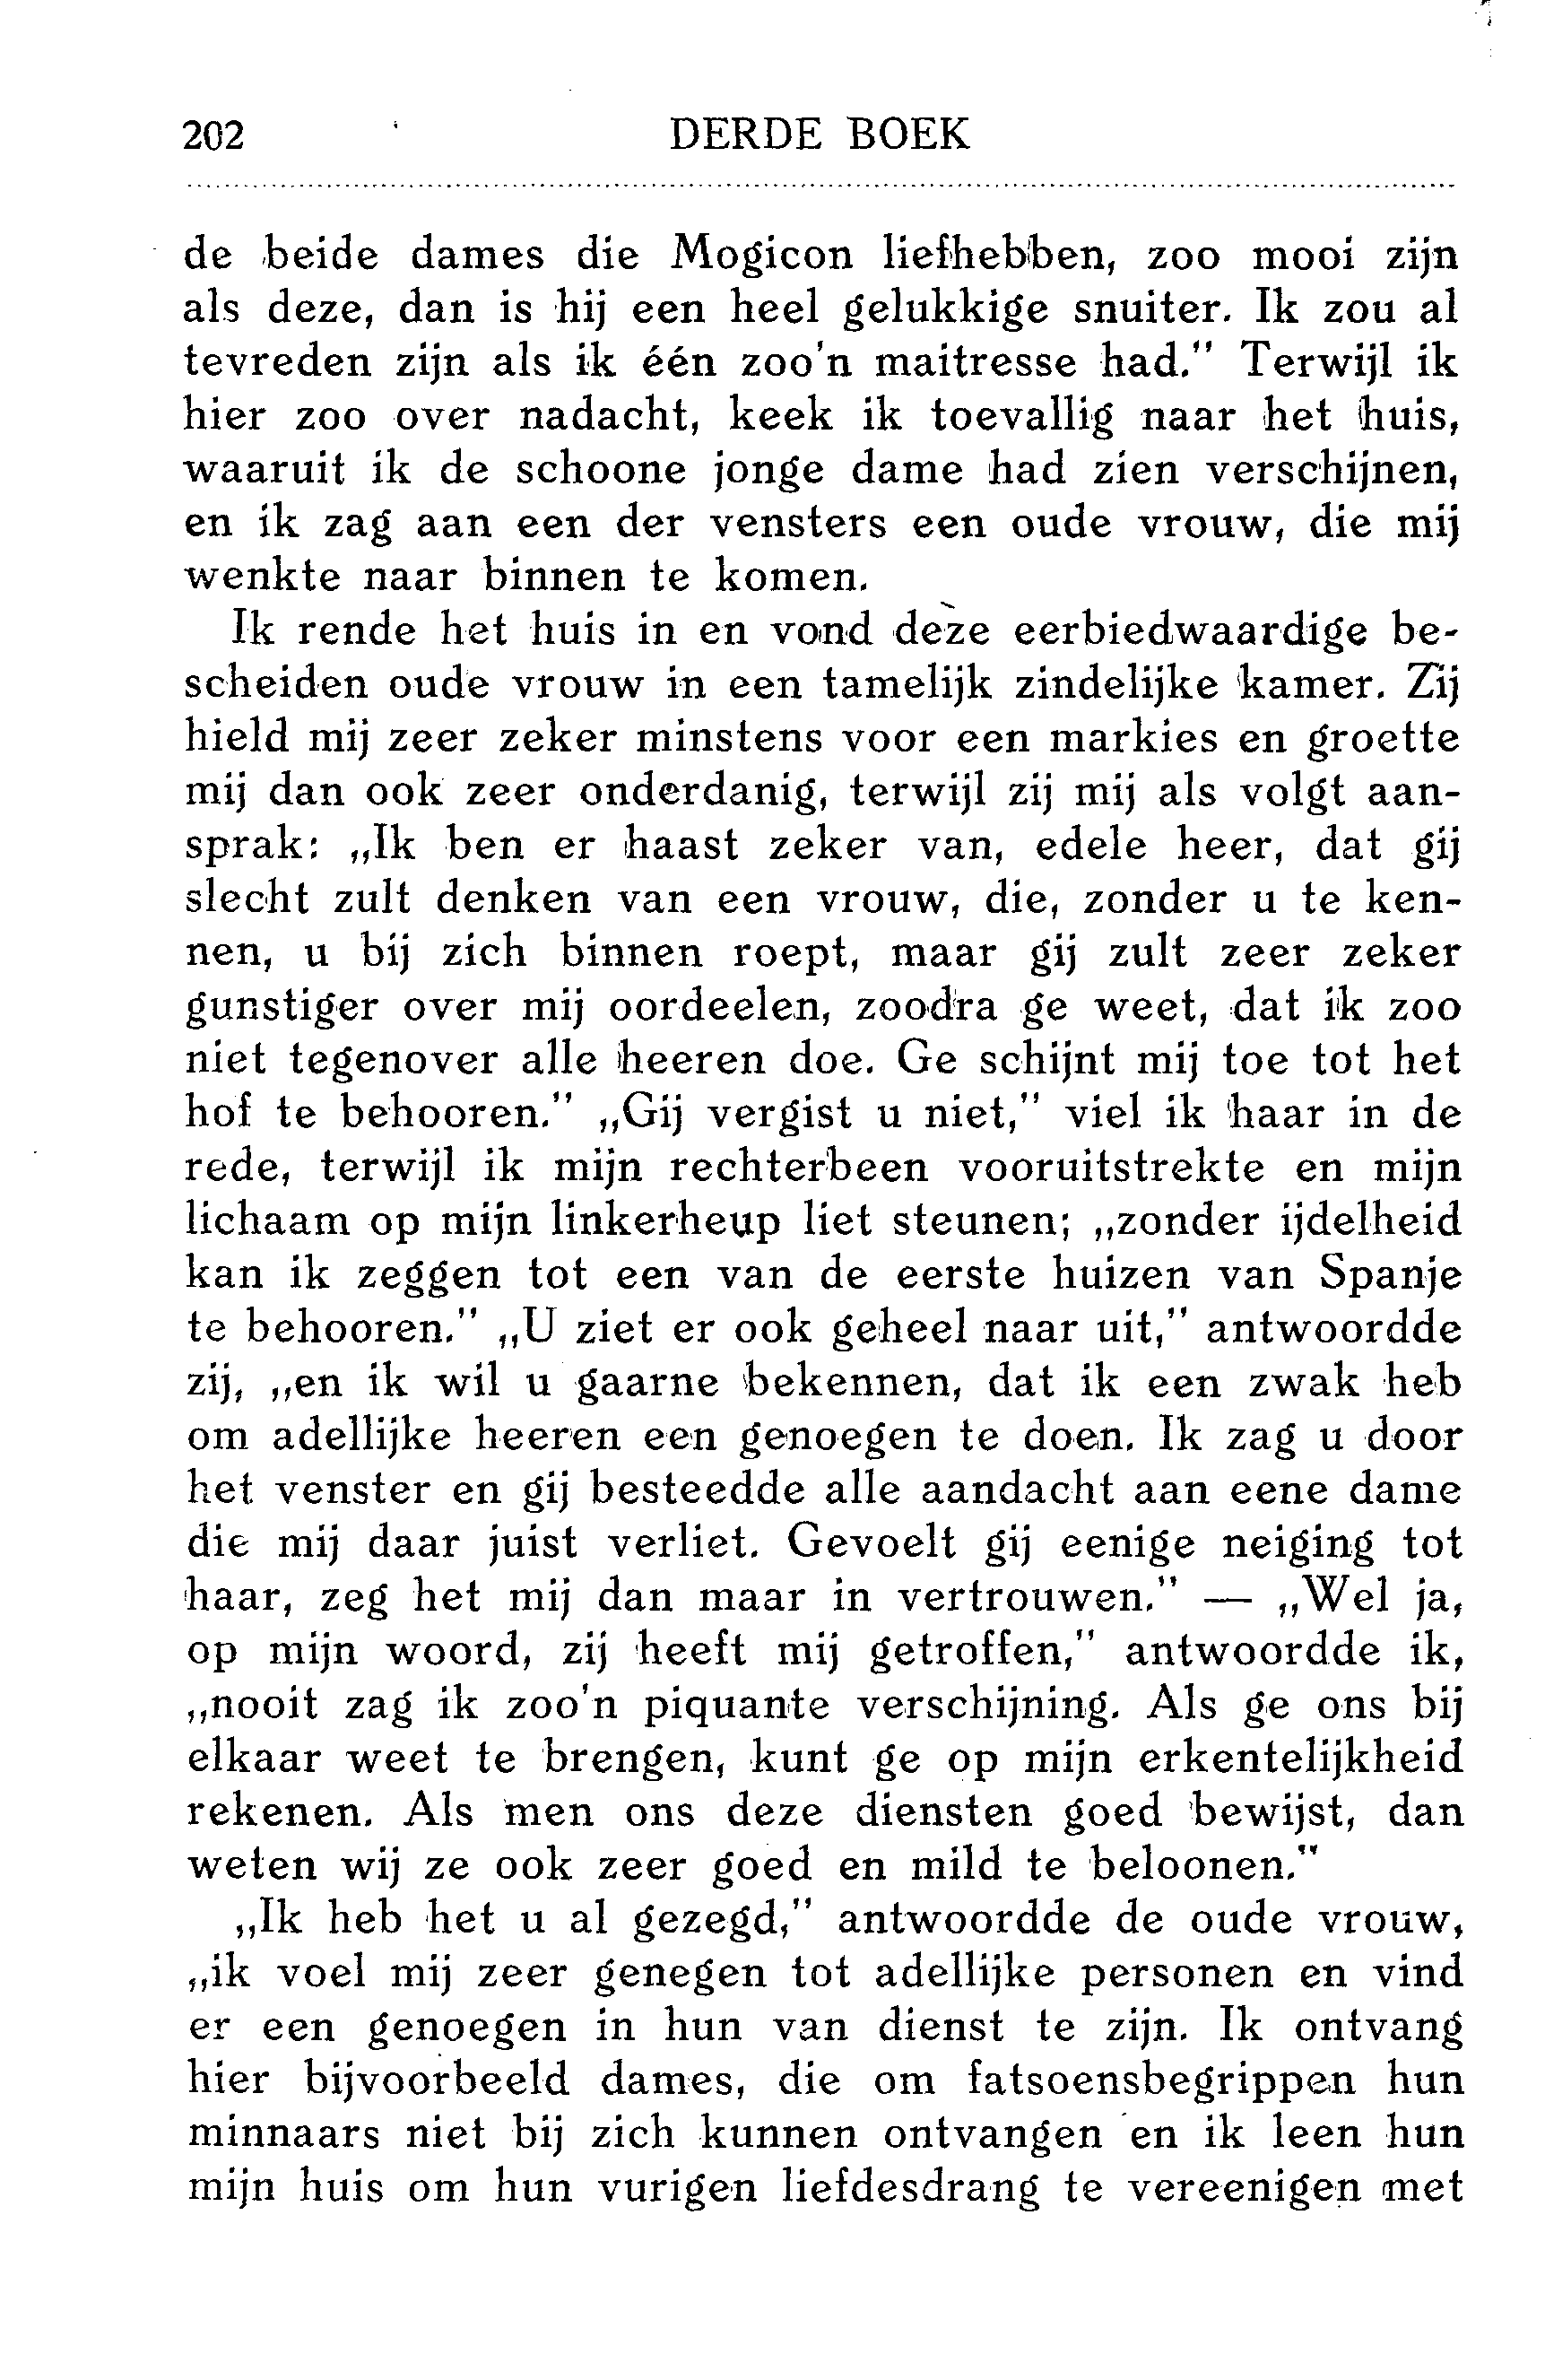 202 DERDE BOEK
de beide dames die Mogicon liefhebben, zoo mooi zijn
als deze, dan is hij een heel gelukkige snuiter. Ik zou al
tevreden zijn als ik één zoo'n maitresse had.” Terwijl ik
hier zoo over nadacht, keek ik toevallig naar het huis,
waaruit ik de schoone jonge dame had zien verschijnen,
en ik zag aan een der vensters een oude vrouw, die mij
wenkte naar binnen te komen.
Ik rende het huis in en vond deze eerbiedwaardige be-
scheiden oude vrouw in een tamelijk zindelijke kamer. Zij
hield mij zeer zeker minstens voor een markies en groette
mij dan ook zeer onderdanig, terwijl zij mij als volgt aan-
sprak: „Ik ben er haast zeker van, edele heer, dat gij
slecht zult denken van een vrouw, die, zonder u te ken-
nen, u bij zich binnen roept, maar gij zult zeer zeker
gunstiger over mij oordeelen, zoodra ge weet, dat ik zoo
niet tegenover alle heeren doe. Ge schijnt mij toe tot het
hof te behooren.” „Gij vergist u niet,” viel ik haar in de
rede, terwijl ik mijn rechterbeen vooruitstrekte en mijn
lichaam op mijn linkerheup liet steunen; „zonder ijdelheid
kan ik zeggen tot een van de eerste huizen van Spanje
te behooren.” „U ziet er ook geheel naar uit,” antwoordde
zij, „en ik wil u gaarne bekennen, dat ik een zwak heb
om adellijke heeren een genoegen te doen. Ik zag u door
het venster en gij besteedde alle aandacht aan eene dame
die mij daar juist verliet. Gevoelt gij eenige neiging tot
haar, zeg het mij dan maar in vertrouwen.” — „Wel ja,
op mijn woord, zij heeft mij getroffen,” antwoordde ik,
„nooit zag ik zoo'n piquante verschijning. Als ge ons bij
elkaar weet te brengen, kunt ge op mijn erkentelijkheid
rekenen. Als men ons deze diensten goed bewijst, dan
weten wij ze ook zeer goed en mild te beloonen.”
„Ik heb het u al gezegd,” antwoordde de oude vrouw,
„ik voel mij zeer genegen tot adellijke personen en vind
er een genoegen in hun van dienst te zijn. Ik ontvang
hier bijvoorbeeld dames, die om fatsoensbegrippen hun
minnaars niet bij zich kunnen ontvangen en ik leen hun
mijn huis om hun vurigen liefdesdrang te vereenigen met